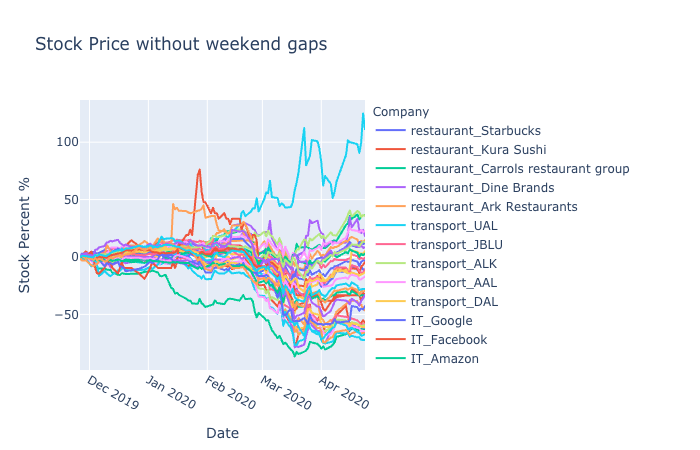 Stock Price without weekend gaps
Company
restaurant_Starbucks
restaurant_Kura Sushi
restaurant_Carrols restaurant group
restaurant_Dine Brands
restaurant_Ark Restaurants
transport_UAL
transport_JBLU
transport_ALK
transport_AAL
transport_DAL
IT_Google
IT_Facebook
IT_Amazon
Stock Percent %
100
50
0
−50
Dec 2019
Jan 2020
Feb 2020
Mar 2020
Apr 2020
Date